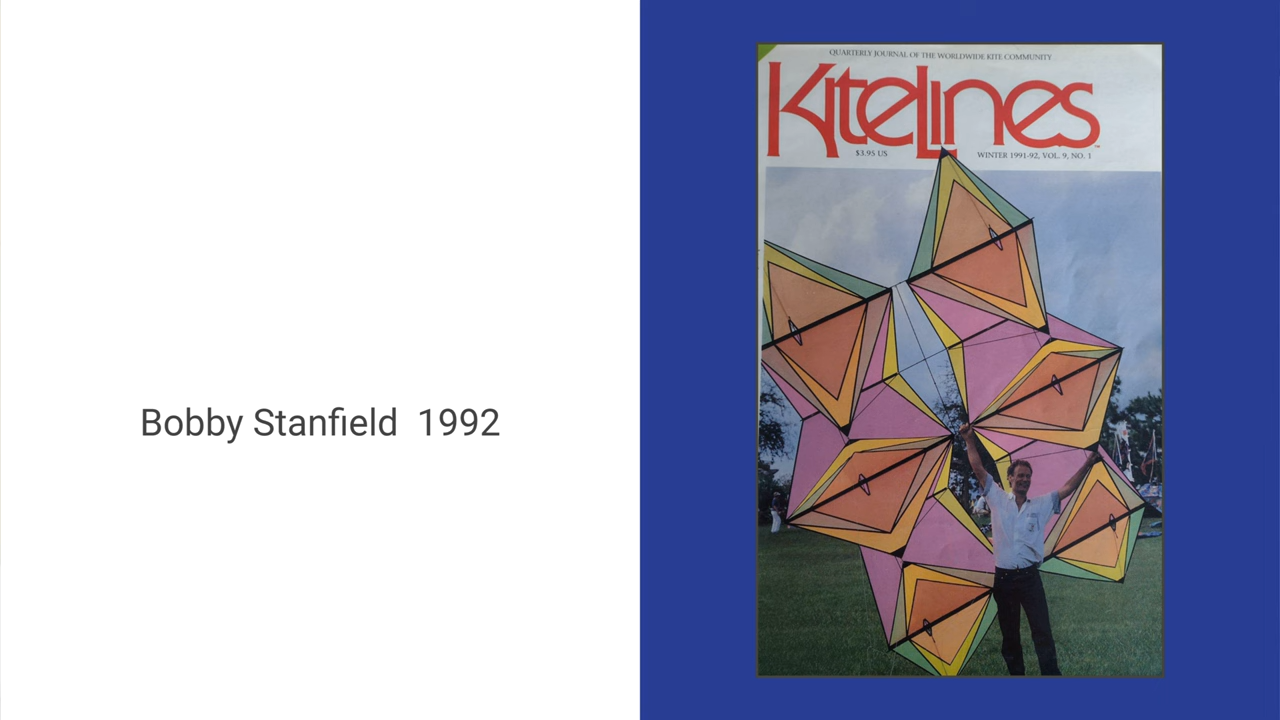 Bobby Stanfield  1992
QUARTERLY JOURNAL OF THE WORLDWIDE KITE COMMUNITY
KiteLines™
$3.95 US
WINTER 1991-92, VOL. 9, NO. 1